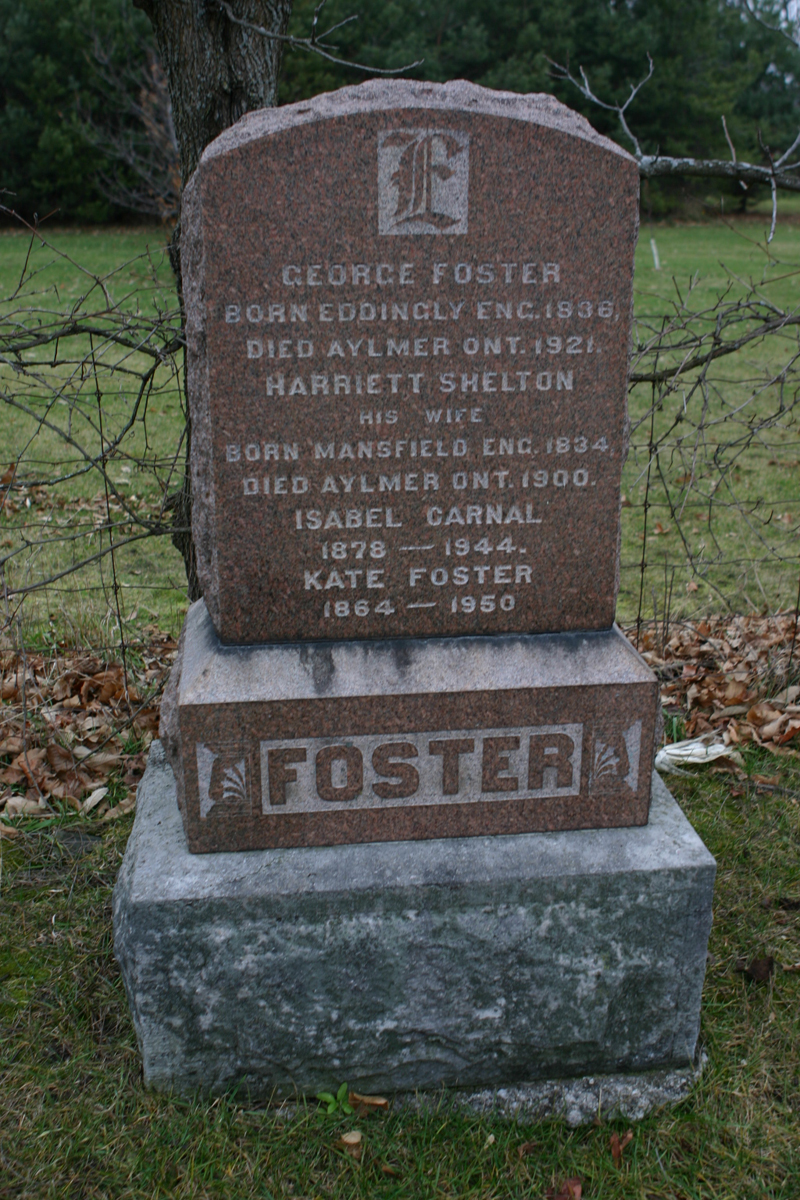 F
GEORGE FOSTER
BORN EDDINGLY ENG. 1836
DIED AYLMER ONT. 1921.
HARRIETT SHELTON
HIS WIFE
BORN MANSFIELD ENG. 1834
DIED AYLMER ONT. 1900.
ISABEL CARNAL
1878 — 1944.
KATE FOSTER
1864 — 1950
FOSTER